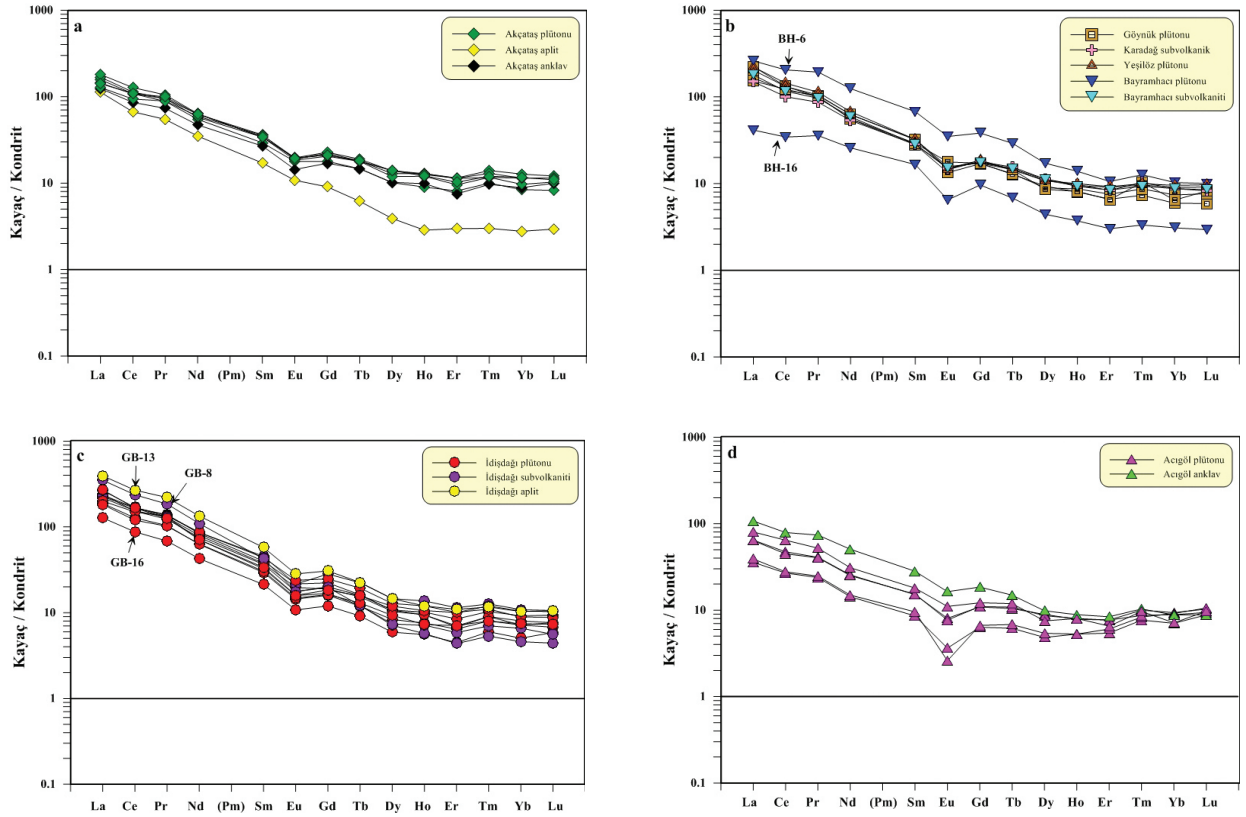 a
Kayaç / Kondrit
1000
100
10
1
0.1
Akçataş plütonu
Akçataş aplit
Akçataş anklav
La Ce Pr Nd (Pm) Sm Eu Gd Tb Dy Ho Er Tm Yb Lu
b
Kayaç / Kondrit
1000
100
10
1
0.1
BH-6
BH-16
Göynük plütonu
Karadağ subvolkanik
Yeşilöz plütonu
Bayramhacı plütonu
Bayramhacı subvolkaniti
La Ce Pr Nd (Pm) Sm Eu Gd Tb Dy Ho Er Tm Yb Lu
c
Kayaç / Kondrit
1000
100
10
1
0.1
GB-13
GB-8
GB-16
İdişdağı plütonu
İdişdağı subvolkaniti
İdişdağı aplit
La Ce Pr Nd (Pm) Sm Eu Gd Tb Dy Ho Er Tm Yb Lu
d
Kayaç / Kondrit
1000
100
10
1
0.1
Acıgöl plütonu
Acıgöl anklav
La Ce Pr Nd (Pm) Sm Eu Gd Tb Dy Ho Er Tm Yb Lu